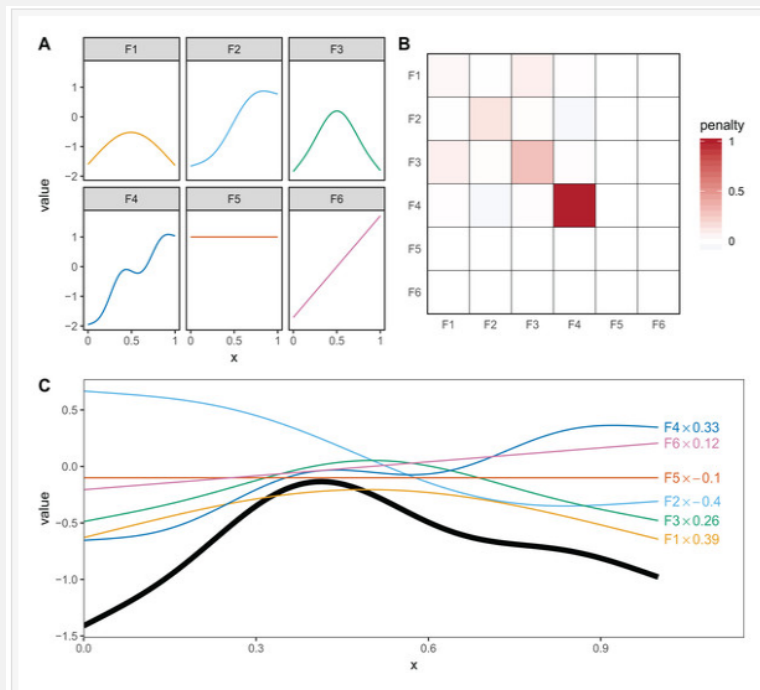 A
F1 F2 F3
1
0
−1
−2
value
F4 F5 F6
1
0
−1
−2
0 0.5 1 0 0.5 1 0 0.5 1
x
B
F1
F2
F3
F4
F5
F6
F1 F2 F3 F4 F5 F6
penalty
1
0.5
0
C
0.5
0.0
−0.5
−1.0
−1.5
value
F4×0.33
F6×0.12
F5×−0.1
F2×−0.4
F3×0.26
F1×0.39
0.0 0.3 0.6 0.9
x